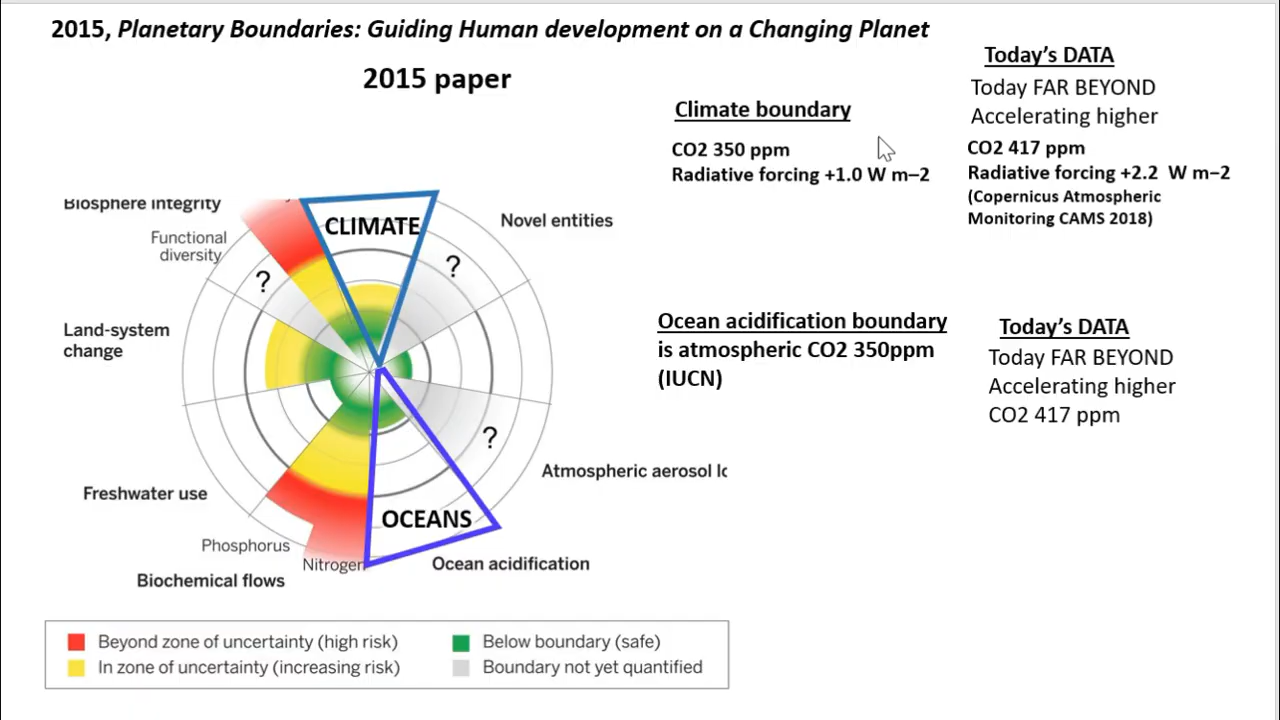 2015, Planetary Boundaries: Guiding Human development on a Changing Planet
2015 paper
Climate boundary
CO2 350 ppm
Radiative forcing +1.0 W m–2
Today's DATA
Today FAR BEYOND
Accelerating higher
CO2 417 ppm
Radiative forcing +2.2 W m–2
(Copernicus Atmospheric
Monitoring CAMS 2018)
Biosphere integrity
Functional
diversity
?
CLIMATE
?
Novel entities
Land-system
change
Ocean acidification boundary
is atmospheric CO2 350ppm
(IUCN)
Today's DATA
Today FAR BEYOND
Accelerating higher
CO2 417 ppm
?
Atmospheric aerosol
Freshwater use
OCEANS
Phosphorus
Nitrogen
Biochemical flows
Ocean acidification
Beyond zone of uncertainty (high risk)
In zone of uncertainty (increasing risk)
Below boundary (safe)
Boundary not yet quantified